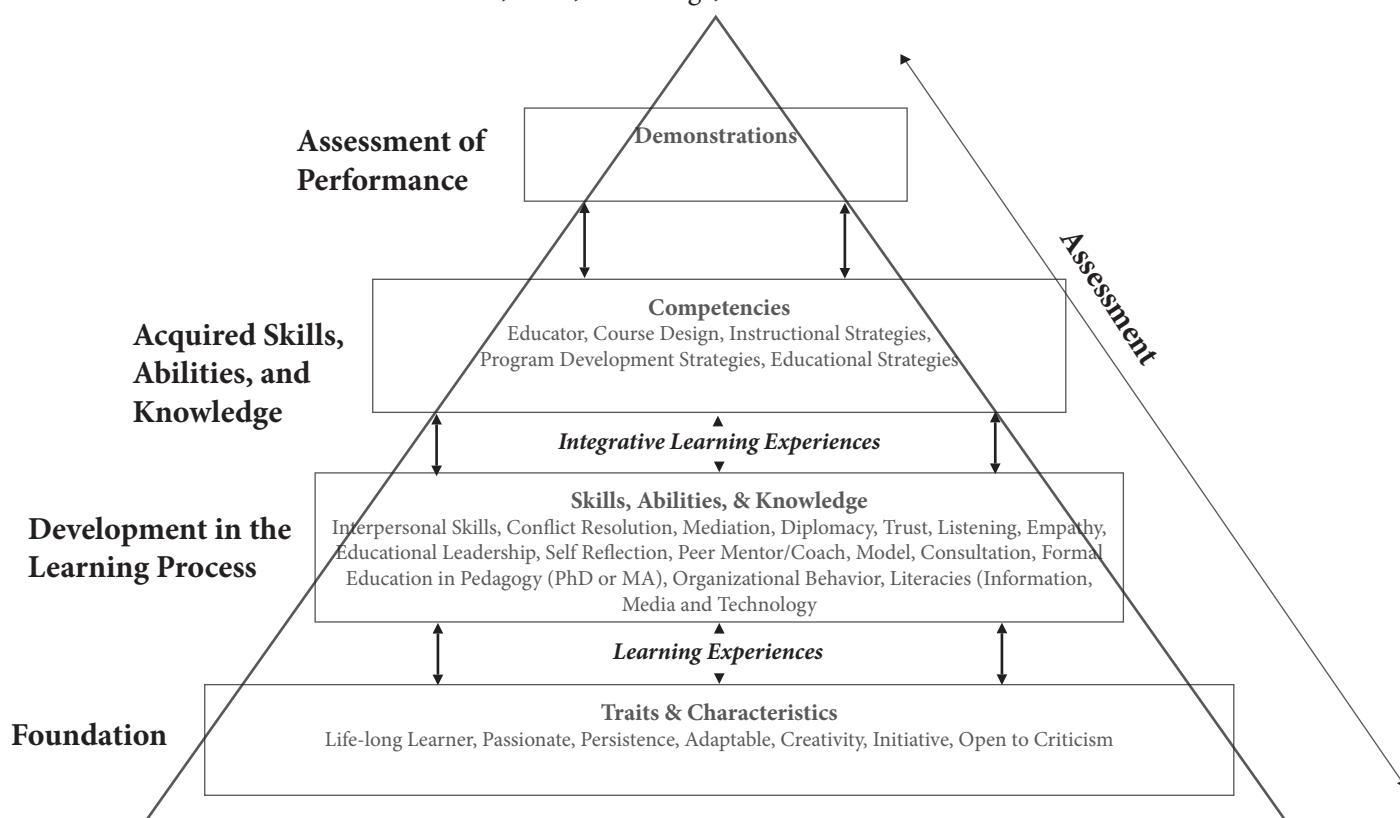 Demonstrations
Assessment of
Performance
Assessment
Competencies
Educator, Course Design, Instructional Strategies,
Program Development Strategies, Educational Strategies
Acquired Skills,
Abilities, and
Knowledge
Integrative Learning Experiences
Skills, Abilities, & Knowledge
Interpersonal Skills, Conflict Resolution, Mediation, Diplomacy, Trust, Listening, Empathy,
Educational Leadership, Self Reflection, Peer Mentor/Coach, Model, Consultation, Formal
Education in Pedagogy (PhD or MA), Organizational Behavior, Literacies (Information,
Media and Technology
Development in the
Learning Process
Learning Experiences
Traits & Characteristics
Life-long Learner, Passionate, Persistence, Adaptable, Creativity, Initiative, Open to Criticism
Foundation